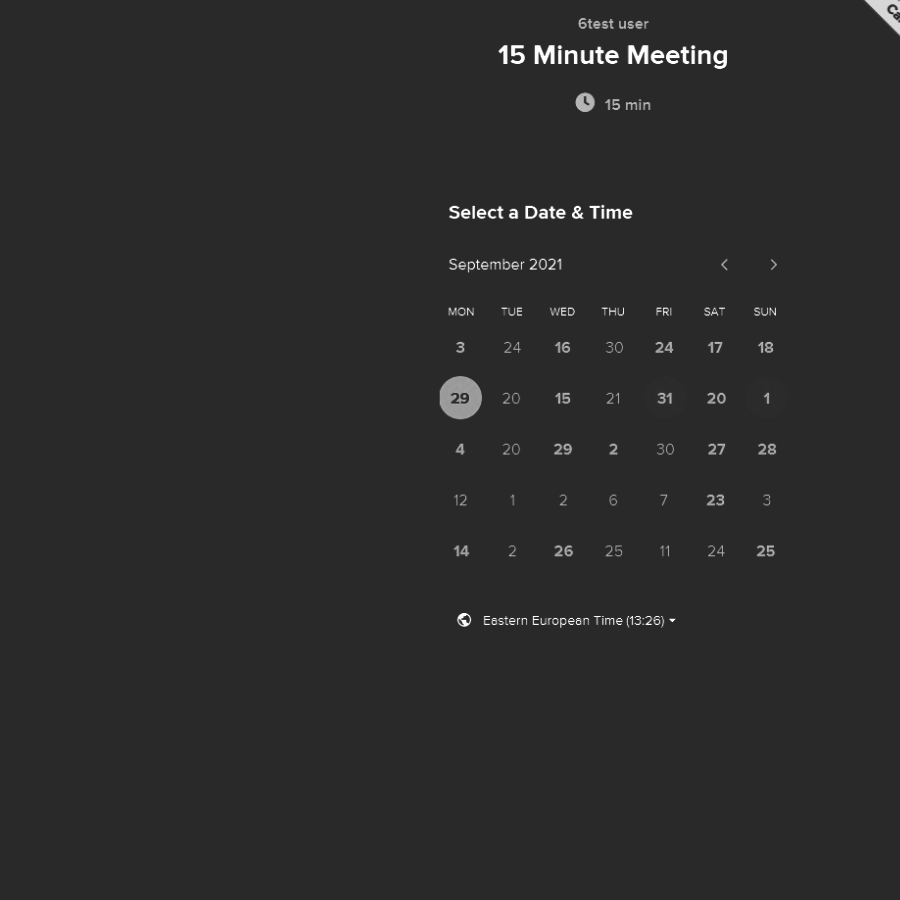 6test user
15 Minute Meeting
15 min
Select a Date & Time
September 2021
MON TUE WED THU FRI SAT SUN
3 24 16 30 24 17 18
29 20 15 21 31 20 1
4 20 29 2 30 27 28
12 1 2 6 7 23 3
14 2 26 25 11 24 25
Eastern European Time (13:26)